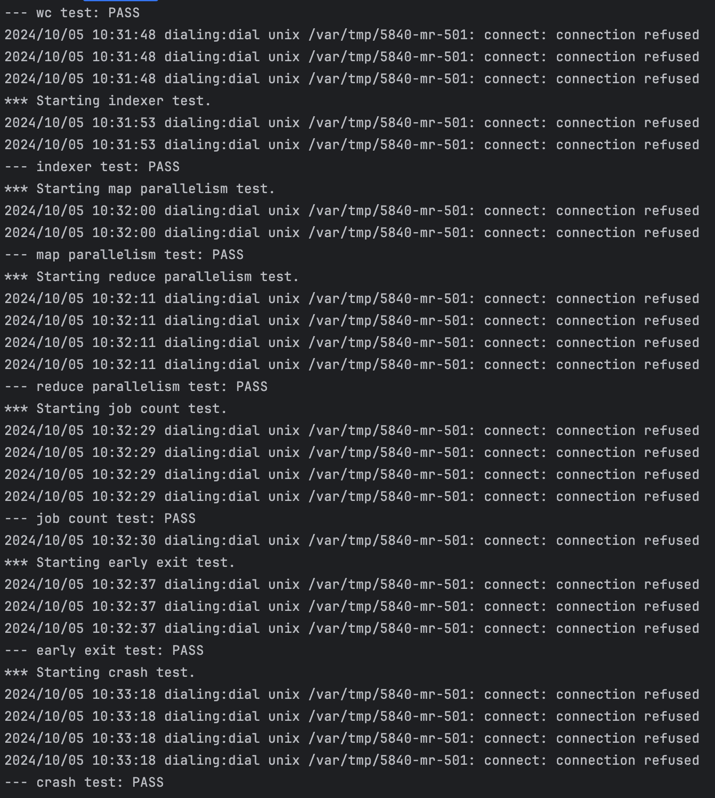 --- wc test: PASS
2024/10/05 10:31:48 dialing:dial unix /var/tmp/5840-mr-501: connect: connection refused
2024/10/05 10:31:48 dialing:dial unix /var/tmp/5840-mr-501: connect: connection refused
2024/10/05 10:31:48 dialing:dial unix /var/tmp/5840-mr-501: connect: connection refused
*** Starting indexer test.
2024/10/05 10:31:53 dialing:dial unix /var/tmp/5840-mr-501: connect: connection refused
2024/10/05 10:31:53 dialing:dial unix /var/tmp/5840-mr-501: connect: connection refused
--- indexer test: PASS
*** Starting map parallelism test.
2024/10/05 10:32:00 dialing:dial unix /var/tmp/5840-mr-501: connect: connection refused
2024/10/05 10:32:00 dialing:dial unix /var/tmp/5840-mr-501: connect: connection refused
--- map parallelism test: PASS
*** Starting reduce parallelism test.
2024/10/05 10:32:11 dialing:dial unix /var/tmp/5840-mr-501: connect: connection refused
2024/10/05 10:32:11 dialing:dial unix /var/tmp/5840-mr-501: connect: connection refused
2024/10/05 10:32:11 dialing:dial unix /var/tmp/5840-mr-501: connect: connection refused
2024/10/05 10:32:11 dialing:dial unix /var/tmp/5840-mr-501: connect: connection refused
--- reduce parallelism test: PASS
*** Starting job count test.
2024/10/05 10:32:29 dialing:dial unix /var/tmp/5840-mr-501: connect: connection refused
2024/10/05 10:32:29 dialing:dial unix /var/tmp/5840-mr-501: connect: connection refused
2024/10/05 10:32:29 dialing:dial unix /var/tmp/5840-mr-501: connect: connection refused
2024/10/05 10:32:29 dialing:dial unix /var/tmp/5840-mr-501: connect: connection refused
--- job count test: PASS
2024/10/05 10:32:30 dialing:dial unix /var/tmp/5840-mr-501: connect: connection refused
*** Starting early exit test.
2024/10/05 10:32:37 dialing:dial unix /var/tmp/5840-mr-501: connect: connection refused
2024/10/05 10:32:37 dialing:dial unix /var/tmp/5840-mr-501: connect: connection refused
2024/10/05 10:32:37 dialing:dial unix /var/tmp/5840-mr-501: connect: connection refused
--- early exit test: PASS
*** Starting crash test.
2024/10/05 10:33:18 dialing:dial unix /var/tmp/5840-mr-501: connect: connection refused
2024/10/05 10:33:18 dialing:dial unix /var/tmp/5840-mr-501: connect: connection refused
2024/10/05 10:33:18 dialing:dial unix /var/tmp/5840-mr-501: connect: connection refused
2024/10/05 10:33:18 dialing:dial unix /var/tmp/5840-mr-501: connect: connection refused
--- crash test: PASS